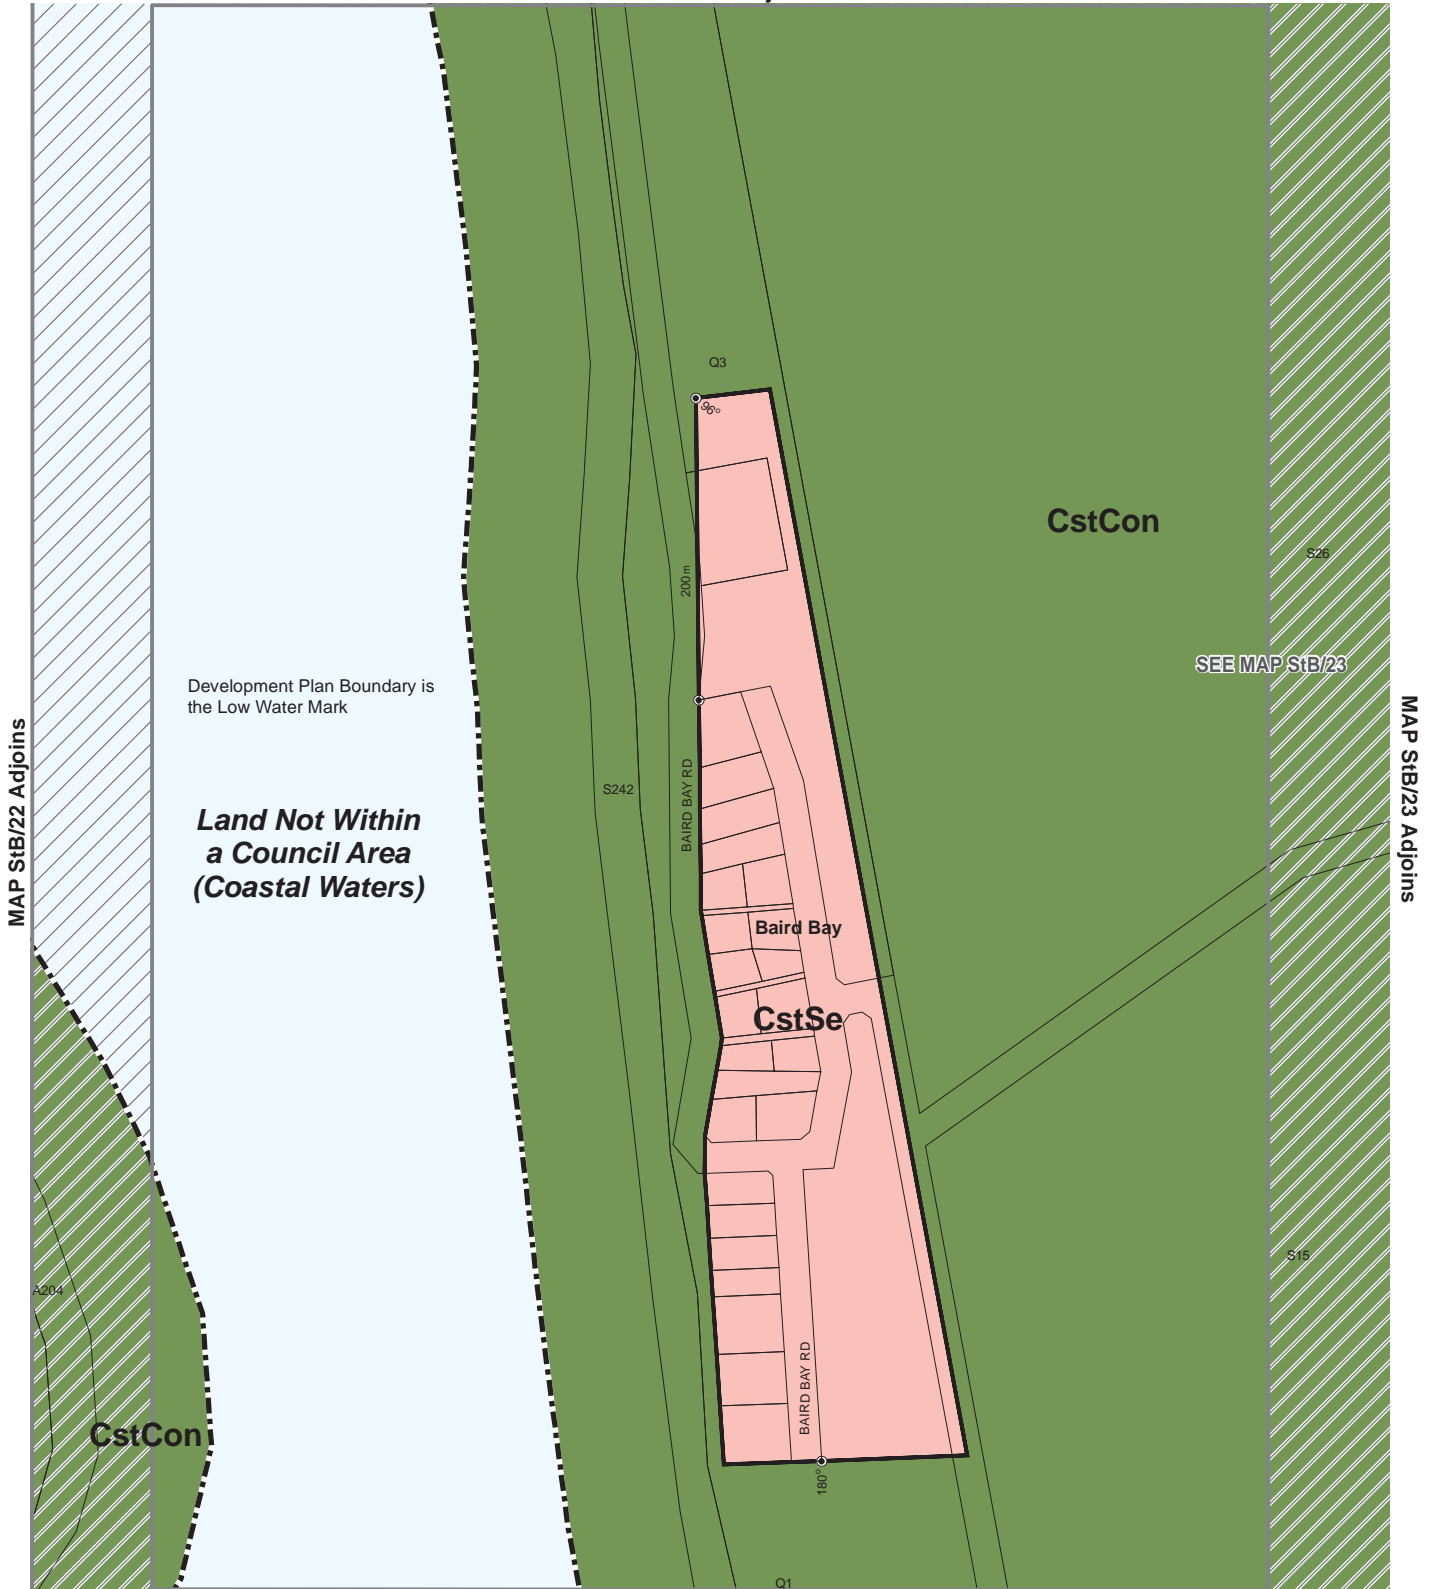 Q3
96°
CstCon
S26
200m
SEE MAP StB/23
Development Plan Boundary is
the Low Water Mark
MAP StB/22 Adjoins
MAP StB/23 Adjoins
S242
BAIRD BAY RD
Land Not Within
a Council Area
(Coastal Waters)
Baird Bay
CstSe
S15
A204
BAIRD BAY RD
CstCon
180°
Q1